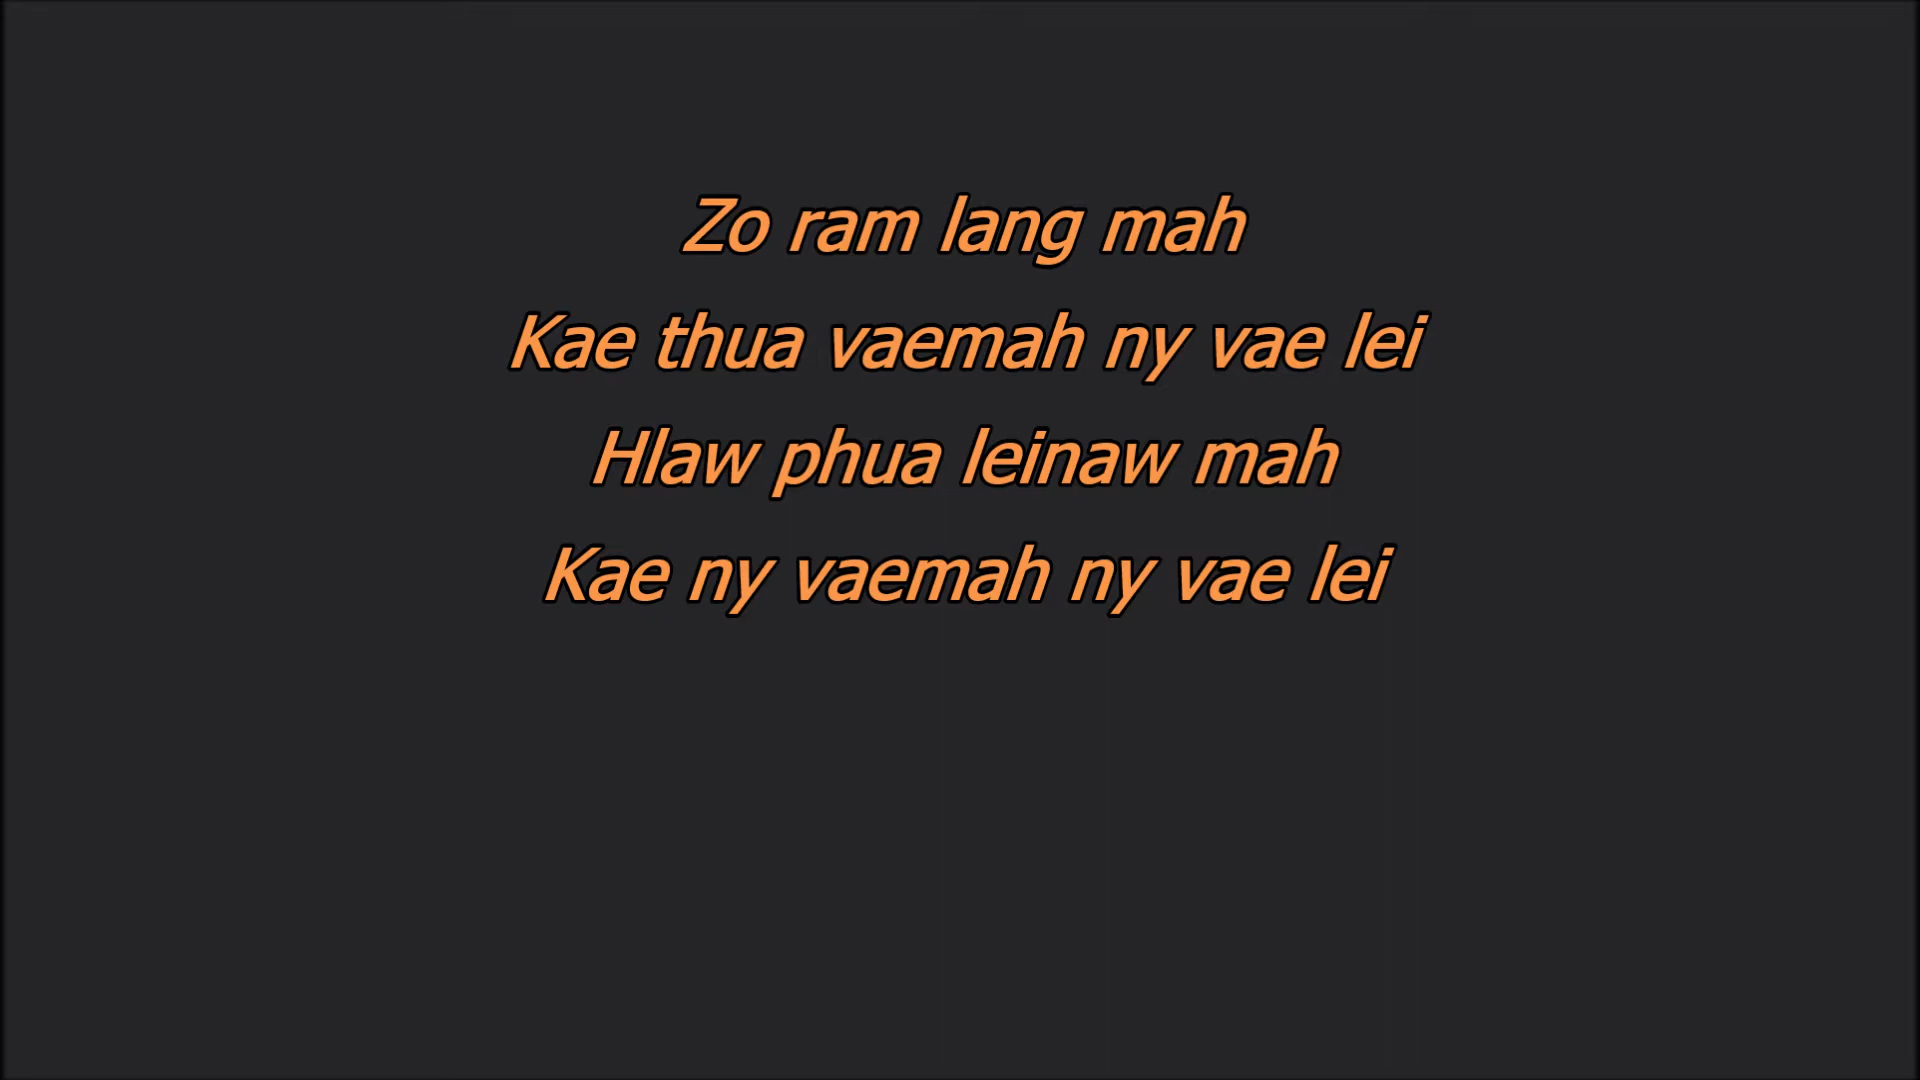 Zo ram lang mah
Kae thua vaemah ny vae lei
Hlaw phua leinaw mah
Kae ny vaemah ny vae lei